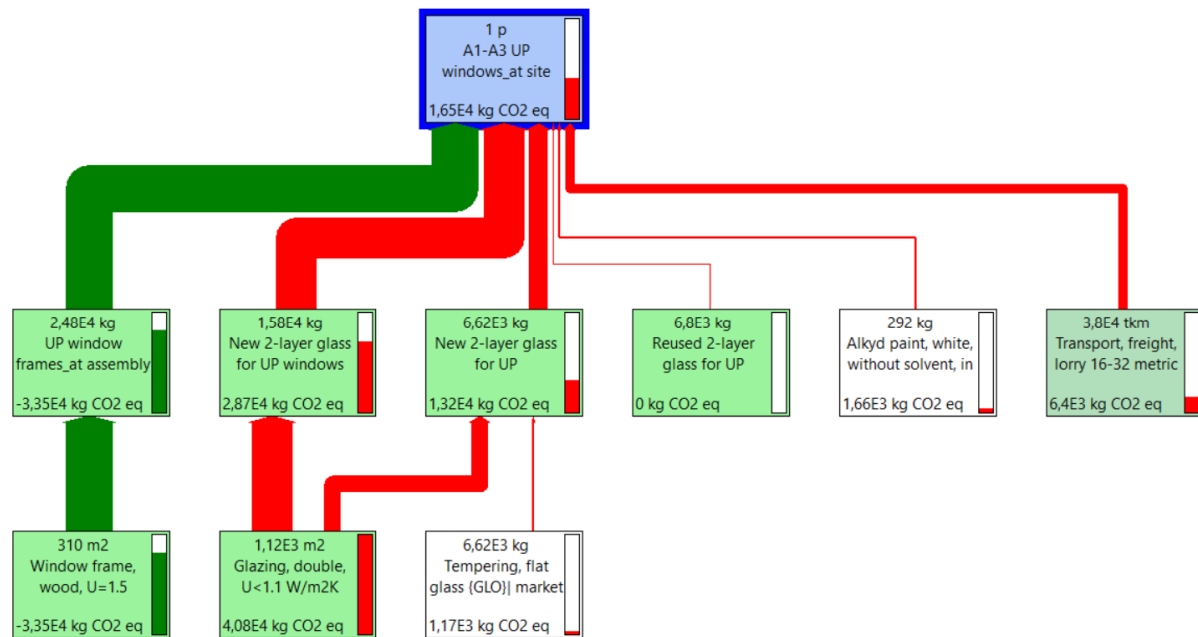 1 p
A1-A3 UP
windows_at site
1,65E4 kg CO2 eq
2,48E4 kg
UP window
frames_at assembly
-3,35E4 kg CO2 eq
1,58E4 kg
New 2-layer glass
for UP windows
2,87E4 kg CO2 eq
6,62E3 kg
New 2-layer glass
for UP
1,32E4 kg CO2 eq
6,8E3 kg
Reused 2-layer
glass for UP
0 kg CO2 eq
292 kg
Alkyd paint, white,
without solvent, in
1,66E3 kg CO2 eq
3,8E4 tkm
Transport, freight,
lorry 16-32 metric
6,4E3 kg CO2 eq
310 m2
Window frame,
wood, U=1.5
-3,35E4 kg CO2 eq
1,12E3 m2
Glazing, double,
U<1.1 W/m2K
4,08E4 kg CO2 eq
6,62E3 kg
Tempering, flat
glass {GLO}| market
1,17E3 kg CO2 eq